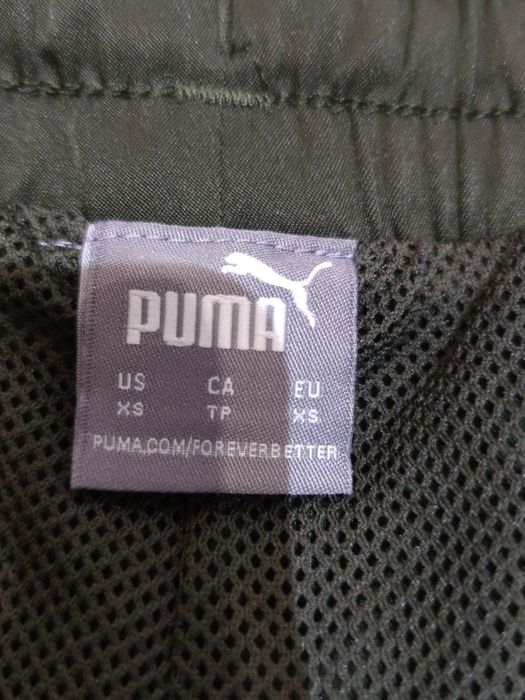 PUMA
US CA EU
XS TP XS
PUMA.COM/FOREVERBETTER